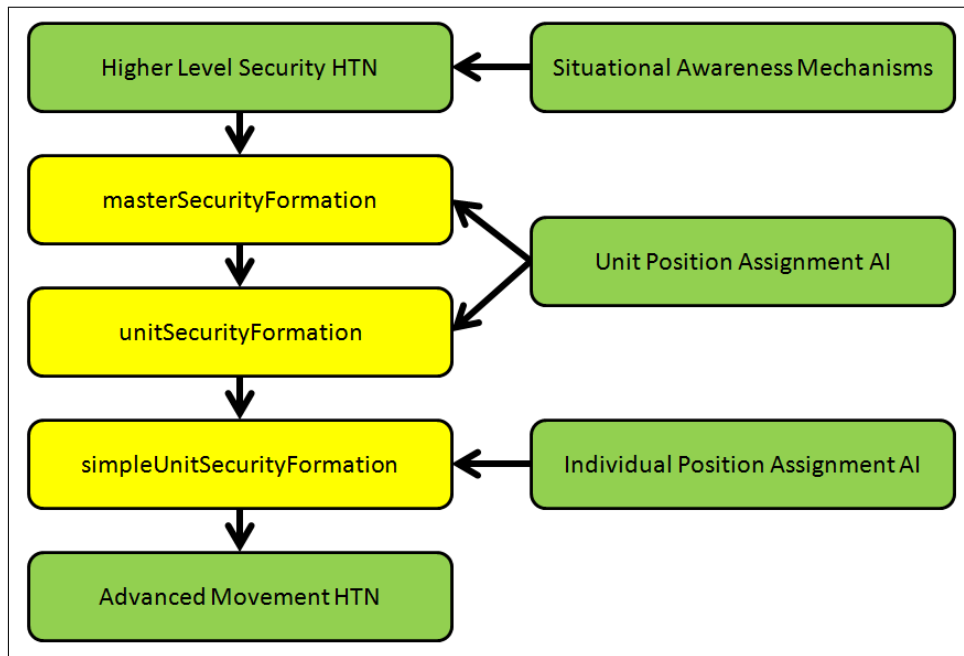 Higher Level Security HTN
Situational Awareness Mechanisms
masterSecurityFormation
Unit Position Assignment AI
unitSecurityFormation
simpleUnitSecurityFormation
Individual Position Assignment AI
Advanced Movement HTN